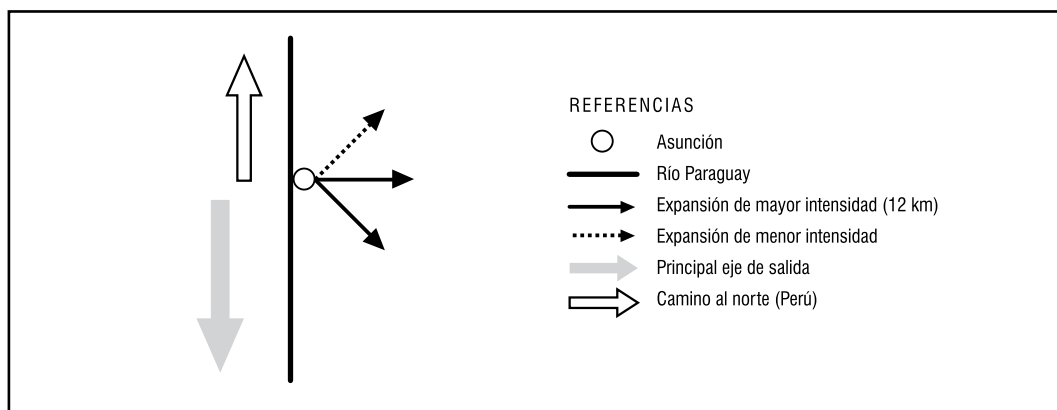 REFERENCIAS
Asunción
Río Paraguay
Expansión de mayor intensidad (12 km)
Expansión de menor intensidad
Principal eje de salida
Camino al norte (Perú)